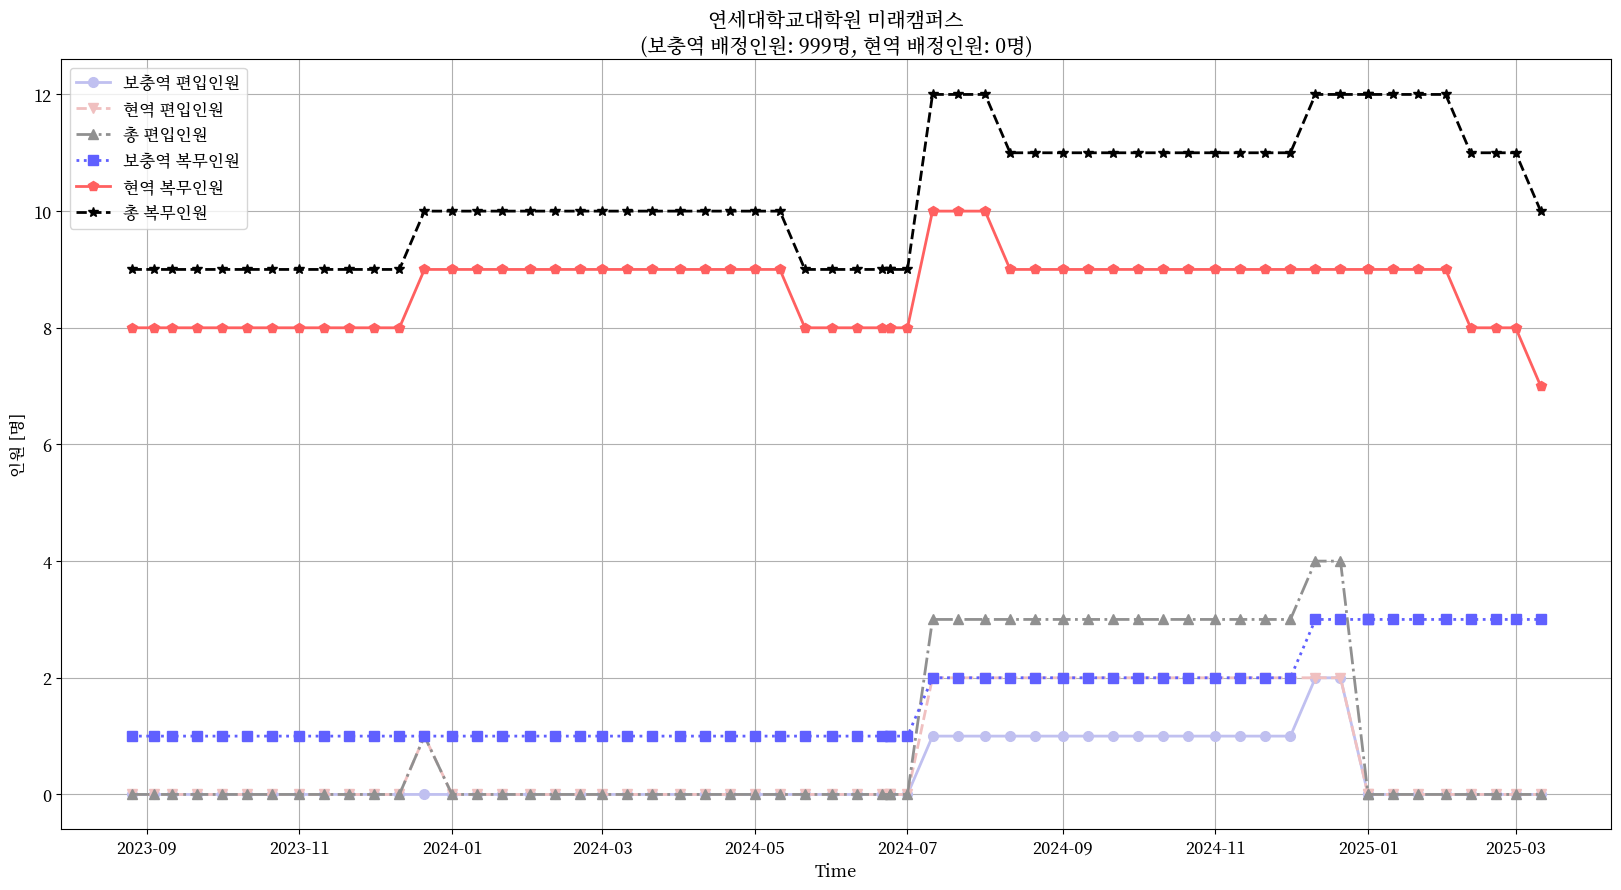 연세대학교대학원 미래캠퍼스
(보충역 배정인원: 999명, 현역 배정인원: 0명)
보충역 편입인원
현역 편입인원
총 편입인원
보충역 복무인원
현역 복무인원
총 복무인원
12
10
8
6
4
2
0
인원 [명]
2023-09 2023-11 2024-01 2024-03 2024-05 2024-07 2024-09 2024-11 2025-01 2025-03
Time